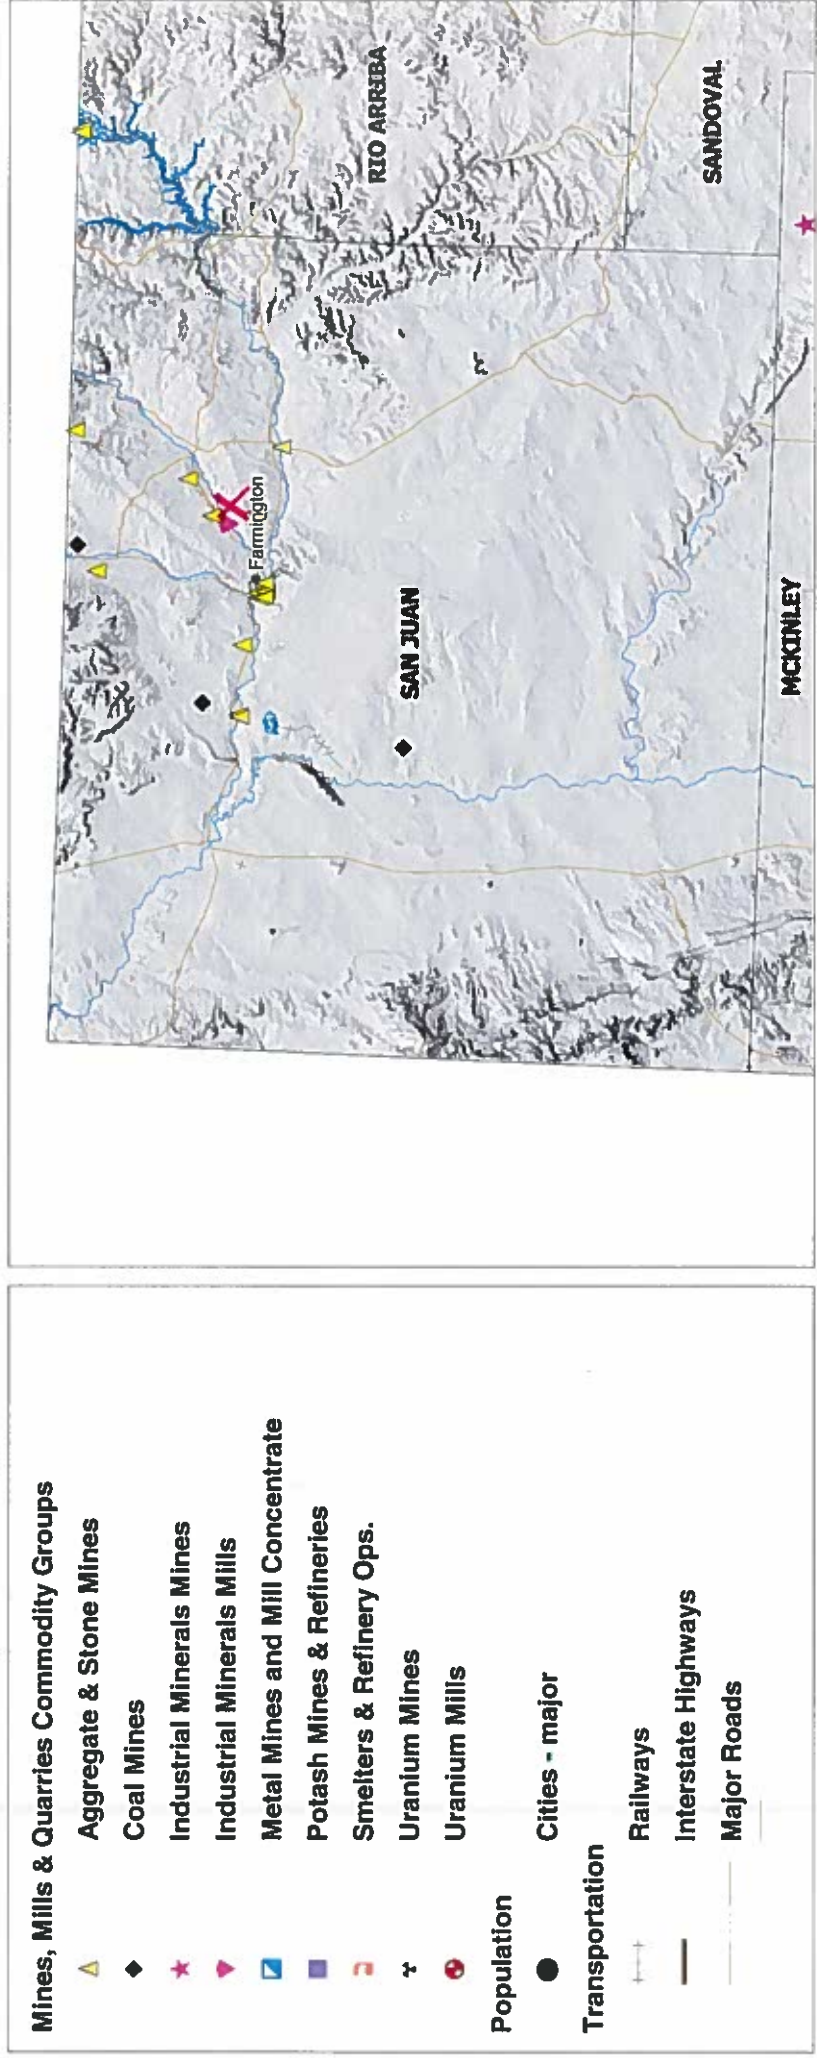 Mines, Mills & Quarries Commodity Groups
Aggregate & Stone Mines
Coal Mines
Industrial Minerals Mines
Industrial Minerals Mills
Metal Mines and Mill Concentrate
Potash Mines & Refineries
Smelters & Refinery Ops.
Uranium Mines
Uranium Mills
Population
Cities - major
Transportation
Railways
Interstate Highways
Major Roads
Farmington
SAN JUAN
RIO ARRIBA
MCKINLEY
SANDOVAL